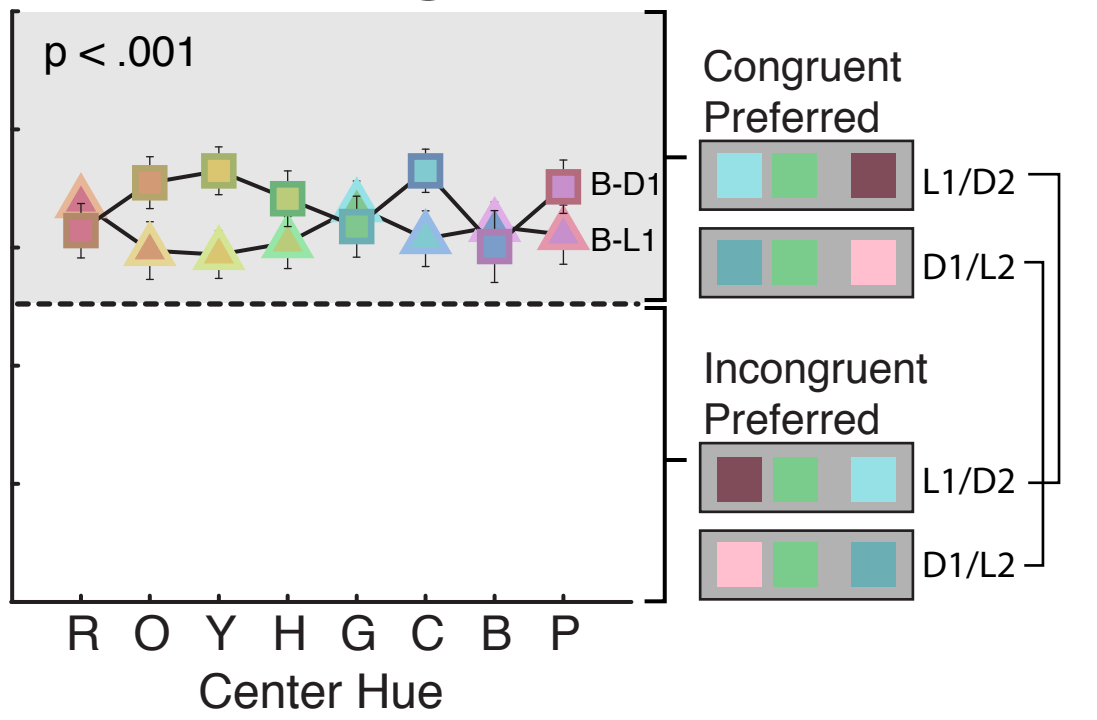 p < .001
B-D1
B-L1
R O Y H G C B P
Center Hue
Congruent
Preferred
L1/D2
D1/L2
Incongruent
Preferred
L1/D2
D1/L2